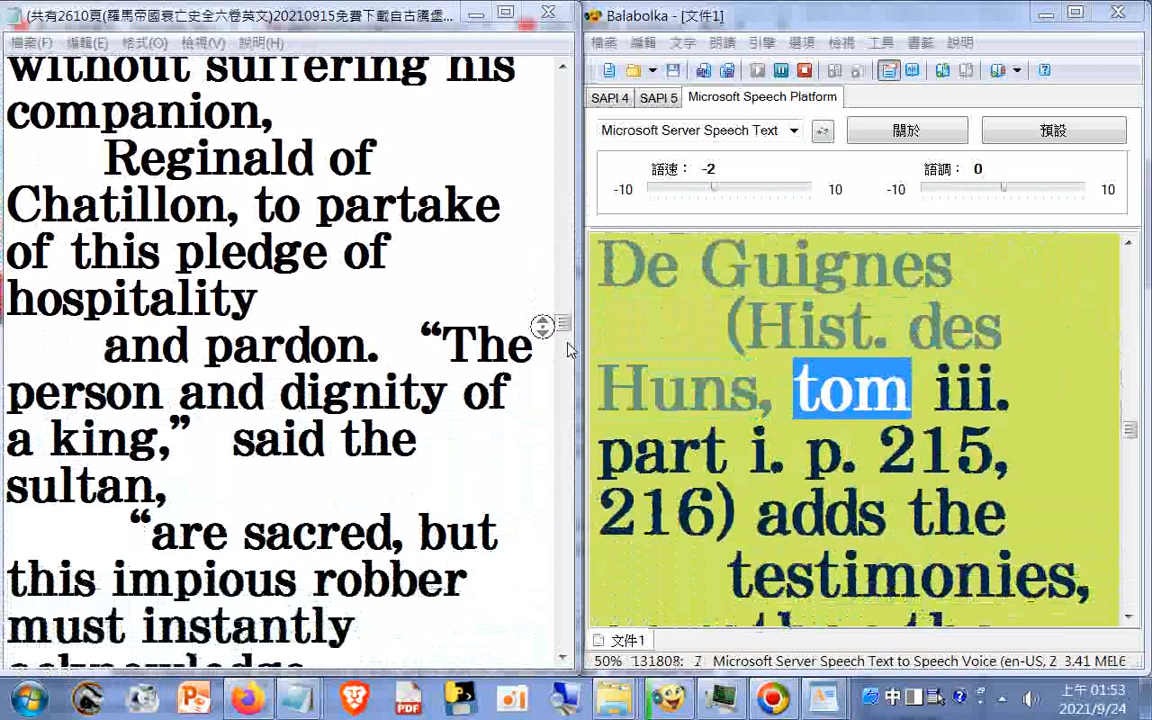 (共有2610頁(羅馬帝國衰亡史全六卷英文)20210915免費下載自古騰堡...
檔案(F) 編輯(E) 格式(O) 檢視(V) 說明(H)
without suffering his
companion,
Reginald of
Chatillon, to partake
of this pledge of
hospitality
and pardon. “The
person and dignity of
a king,” said the
sultan,
“are sacred, but
this impious robber
must instantly
acknowledge
Balabolka - [文件1]
檔案 編輯 文字 朗讀 引擎 選項 檢視 工具 書籤 說明
SAPI 4 SAPI 5 Microsoft Speech Platform
Microsoft Server Speech Text 關於 預設
語速： -2 語調： 0
-10 10 -10 10
De Guignes
(Hist. des
Huns, tom iii.
part i. p. 215,
216) adds the
testimonies,
文件1
50% 131808: 7 Microsoft Server Speech Text to Speech Voice (en-US, Z 3.41 МБ
中
上午 01:53
2021/9/24